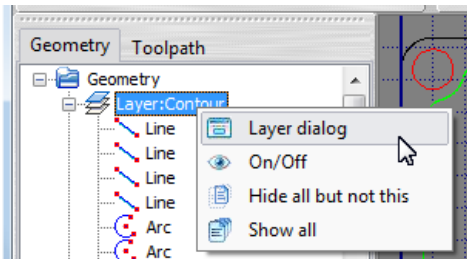 Geometry Toolpath
Geometry
Layer:Contour
Line
Line
Line
Line
Arc
Arc
Layer dialog
On/Off
Hide all but not this
Show all